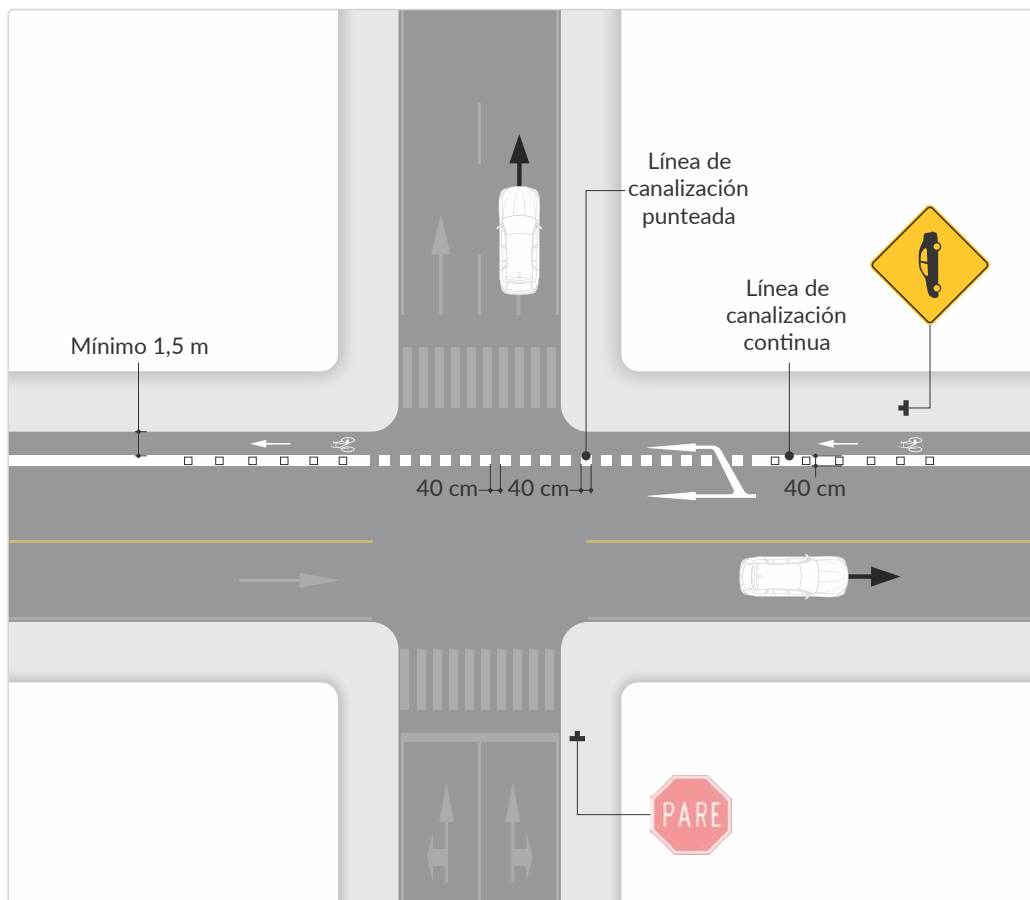 Línea de
canalización
punteada
Línea de
canalización
continua
Mínimo 1,5 m
40 cm
40 cm
40 cm
PARE